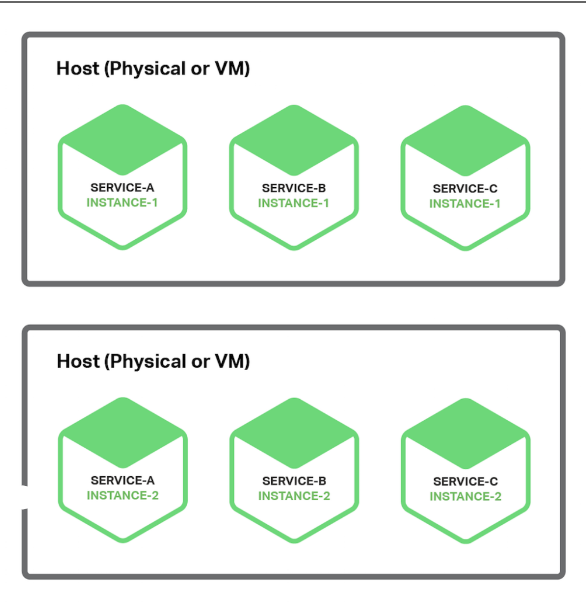 Host (Physical or VM)
SERVICE-A
INSTANCE-1
SERVICE-B
INSTANCE-1
SERVICE-C
INSTANCE-1
Host (Physical or VM)
SERVICE-A
INSTANCE-2
SERVICE-B
INSTANCE-2
SERVICE-C
INSTANCE-2